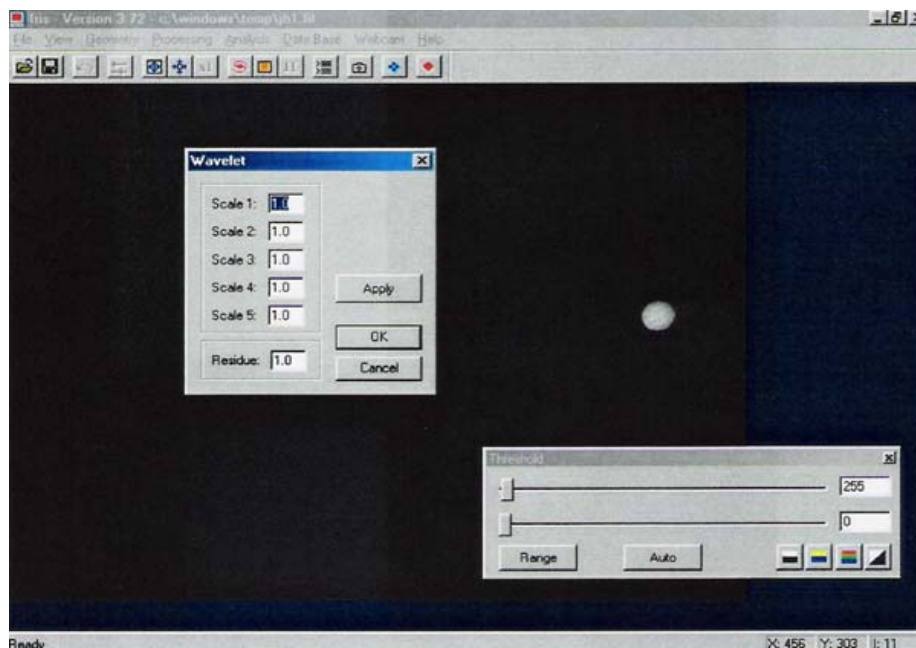 Iris - Version 3.72 - c:\windows\temp\jb1.fit
File View Geometry Processing Analysis Data Base Webcam Help
Wavelet
Scale 1: 1.0
Scale 2: 1.0
Scale 3: 1.0
Scale 4: 1.0
Scale 5: 1.0
Apply
OK
Residue: 1.0
Cancel
Threshold
255
0
Range Auto
Ready X: 456 Y: 303 I: 11